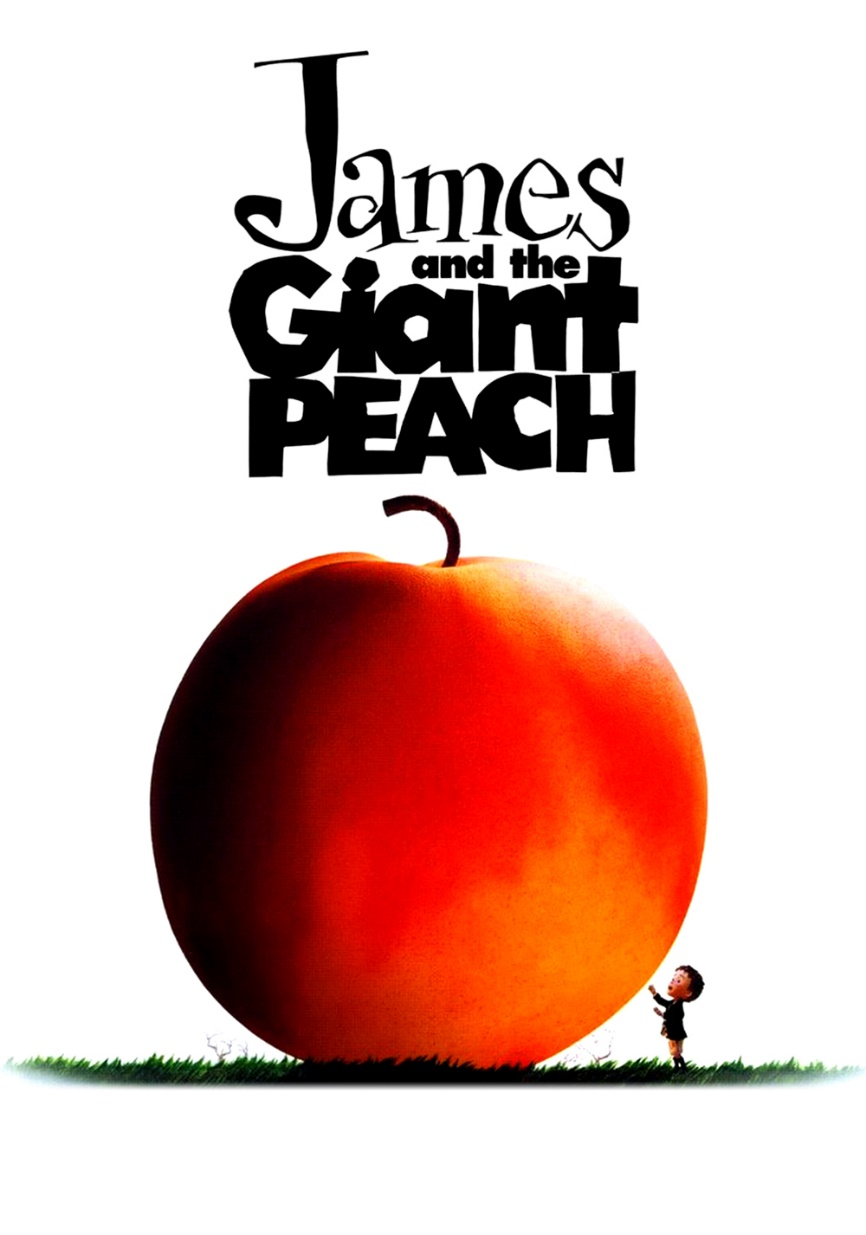 James
and the
Giant
PEACH